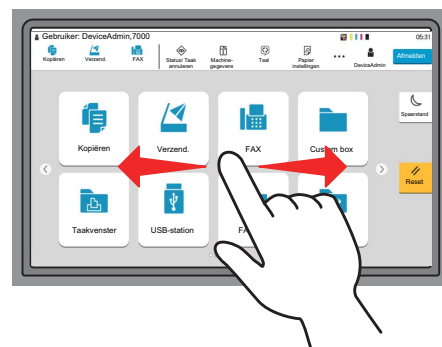 Gebruiker: DeviceAdmin,7000 05:31
Kopiëren Verzend. FAX Status/ Taak annuleren Machine-gegevens Taal Papier instellingen ••• DeviceAdmin Afmelden
Spaarstand
Kopiëren Verzend. FAX Custom box
Reset
Taakvenster USB-station FA